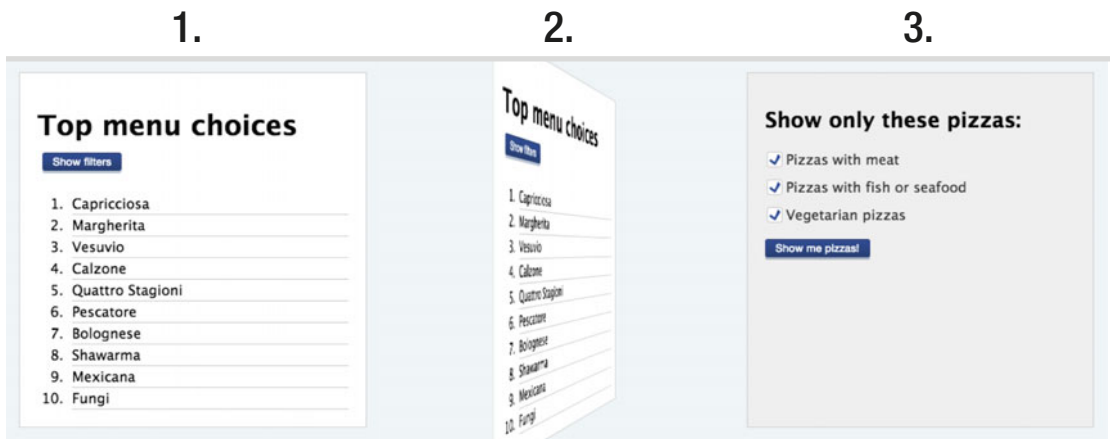 1.
2.
3.
Top menu choices
Show filters
1. Capricciosa
2. Margherita
3. Vesuvio
4. Calzone
5. Quattro Stagioni
6. Pescatore
7. Bolognese
8. Shawarma
9. Mexicana
10. Fungi
Top menu choices
Show filters
1. Capricciosa
2. Margherita
3. Vesuvio
4. Calzone
5. Quattro Stagioni
6. Pescatore
7. Bolognese
8. Shawarma
9. Mexicana
10. Fungi
Show only these pizzas:
Pizzas with meat
Pizzas with fish or seafood
Vegetarian pizzas
Show me pizzas!